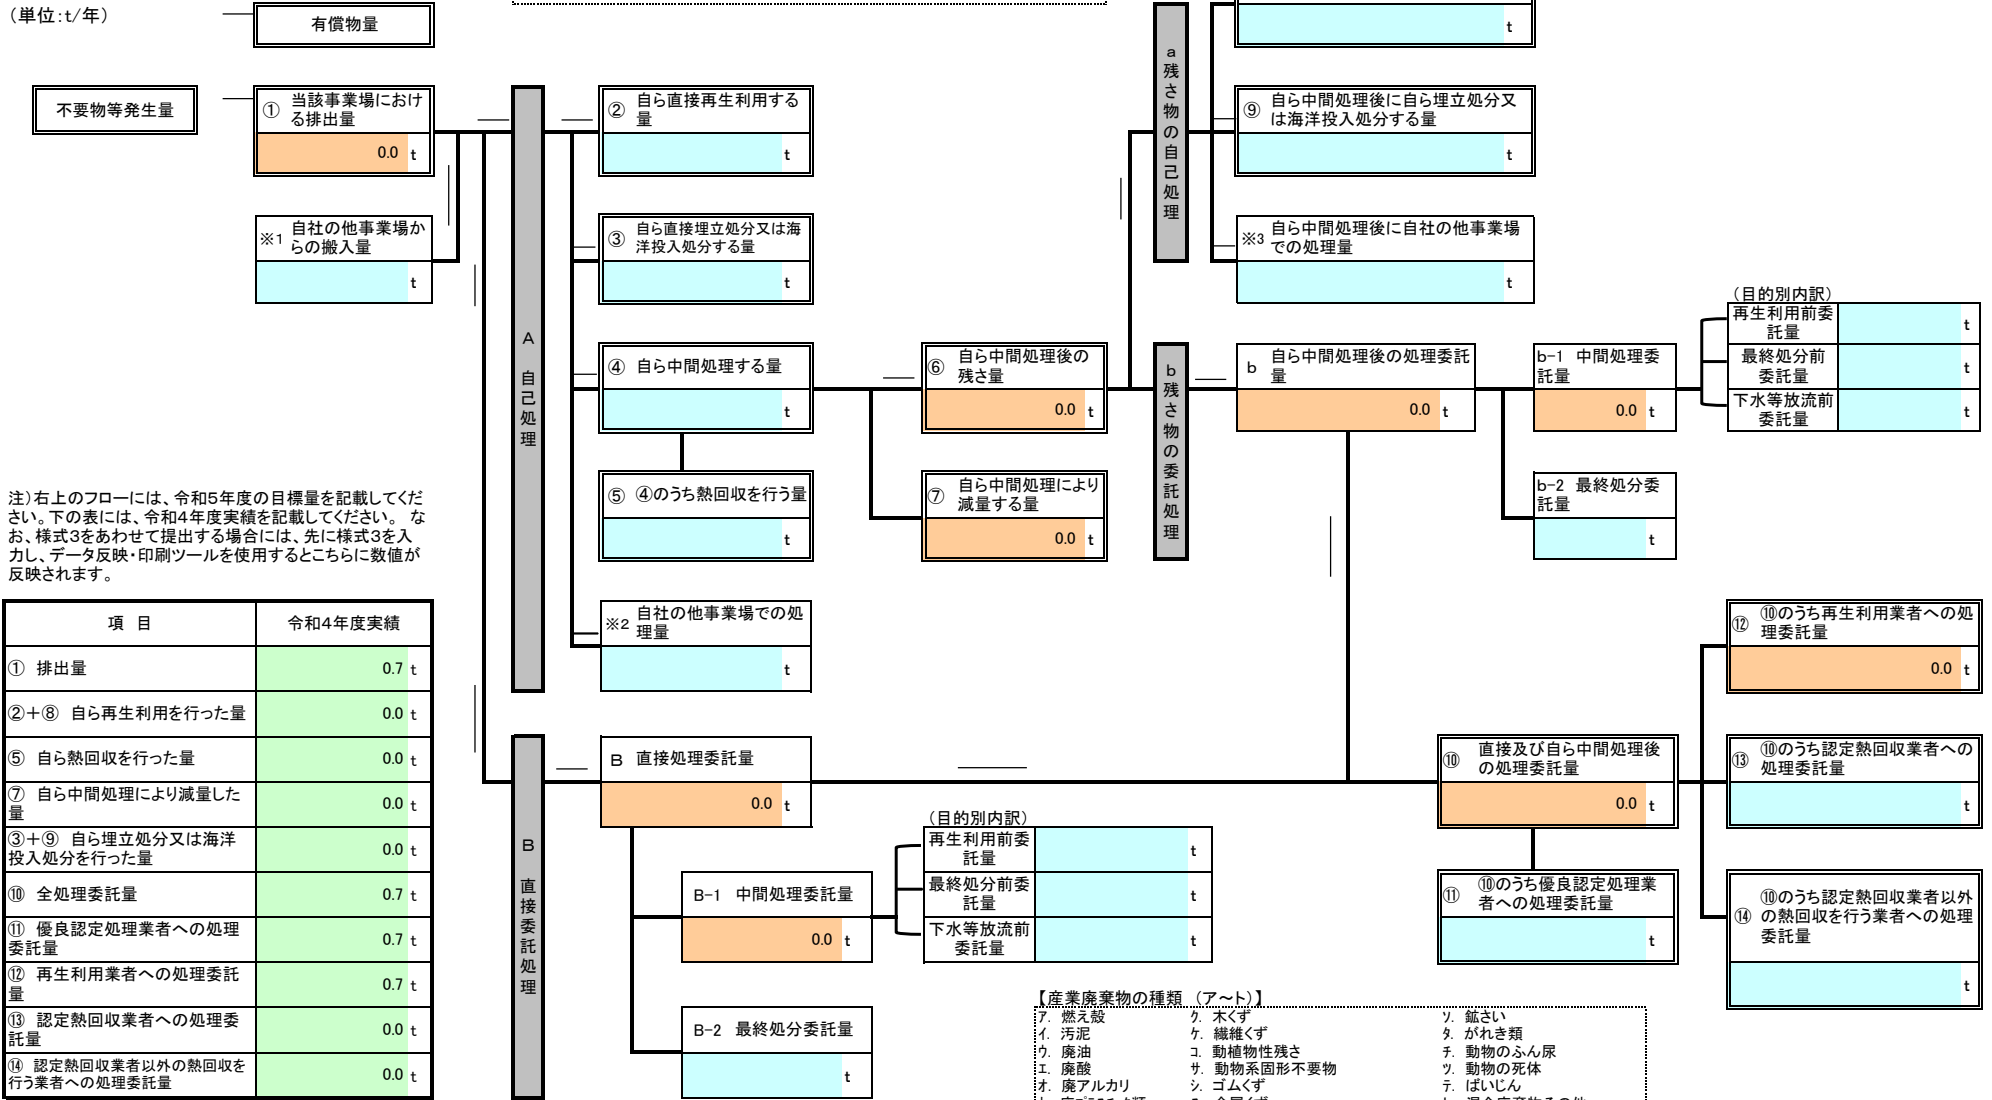 (単位:t/年)
有償物量
不要物等発生量
① 当該事業場におけ
る排出量
0.0 t
※1 自社の他事業場か
らの搬入量
t
A 自己処理
② 自ら直接再生利用する
量
t
③ 自ら直接埋立処分又は海
洋投入処分する量
t
④ 自ら中間処理する量
t
⑤ ④のうち熱回収を行う量
t
※2 自社の他事業場での処
理量
t
⑥ 自ら中間処理後の
残さ量
0.0 t
⑦ 自ら中間処理により
減量する量
0.0 t
a 残さ物の自己処理
t
⑨ 自ら中間処理後に自ら埋立処分又
は海洋投入処分する量
t
※3 自ら中間処理後に自社の他事業場
での処理量
t
b 残さ物の委託処理
b 自ら中間処理後の処理委託
量
0.0 t
b-1 中間処理委
託量
0.0 t
(目的別内訳)
再生利用前委
託量
t
最終処分前
委託量
t
下水等放流前
委託量
t
b-2 最終処分委
託量
t
注)右上のフローには、令和5年度の目標量を記載してくだ
さい。下の表には、令和4年度実績を記載してください。 な
お、様式3をあわせて提出する場合には、先に様式3を入
力し、データ反映・印刷ツールを使用するとこちらに数値が
反映されます。
項 目 令和4年度実績
① 排出量 0.7 t
②+⑧ 自ら再生利用を行った量 0.0 t
⑤ 自ら熱回収を行った量 0.0 t
⑦ 自ら中間処理により減量した
量 0.0 t
③+⑨ 自ら埋立処分又は海洋
投入処分を行った量 0.0 t
⑩ 全処理委託量 0.7 t
⑪ 優良認定処理業者への処理
委託量 0.7 t
⑫ 再生利用業者への処理委託
量 0.7 t
⑬ 認定熱回収業者への処理委
託量 0.0 t
⑭ 認定熱回収業者以外の熱回収を
行う業者への処理委託量 0.0 t
B 直接委託処理
B 直接処理委託量
0.0 t
B-1 中間処理委託量
0.0 t
(目的別内訳)
再生利用前委
託量
t
最終処分前委
託量
t
下水等放流前
委託量
t
B-2 最終処分委託量
t
⑩ 直接及び自ら中間処理後
の処理委託量
0.0 t
⑪ ⑩のうち優良認定処理業
者への処理委託量
t
⑫ ⑩のうち再生利用業者への処
理委託量
0.0 t
⑬ ⑩のうち認定熱回収業者への
処理委託量
t
⑭ ⑩のうち認定熱回収業者以外
の熱回収を行う業者への処理
委託量
t
【産業廃棄物の種類 (ア~ト)】
ア. 燃え殻 ク. 木くず ソ. 鉱さい
イ. 汚泥 ケ. 繊維くず タ. がれき類
ウ. 廃油 コ. 動植物性残さ チ. 動物のふん尿
エ. 廃酸 サ. 動物系固形不要物 ツ. 動物の死体
オ. 廃アルカリ シ. ゴムくず テ. ばいじん